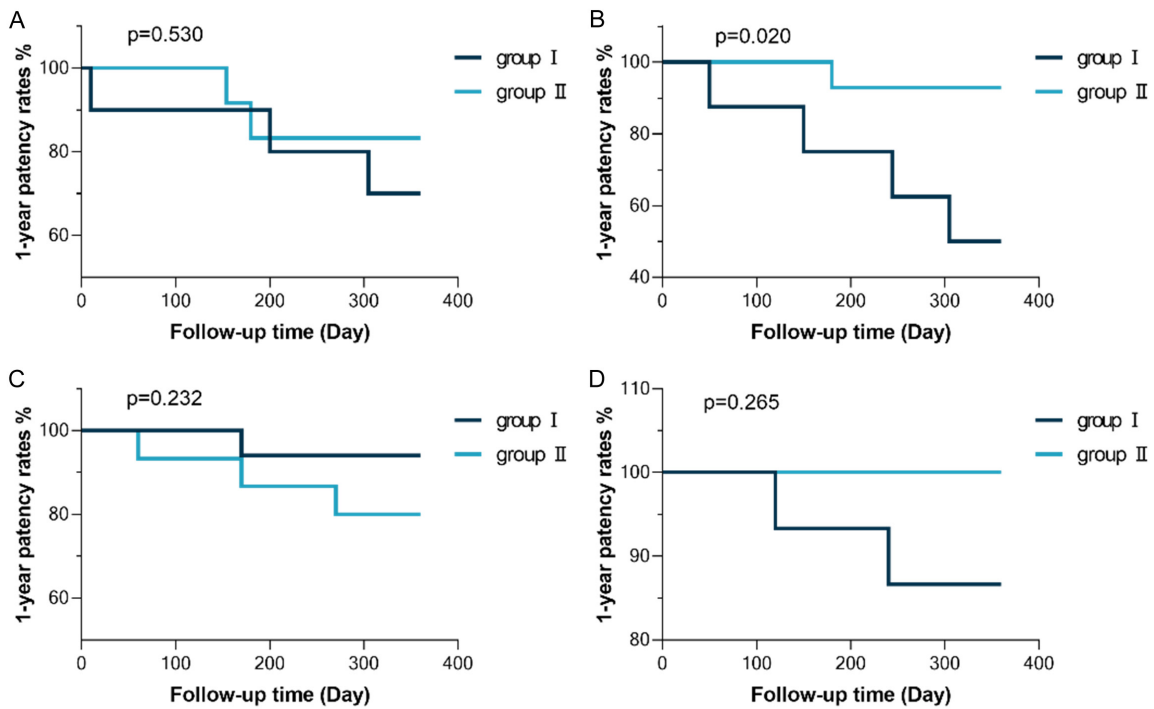 A
p=0.530
group Ⅰ
group Ⅱ
1-year patency rates %
100
80
60
0 100 200 300 400
Follow-up time (Day)
B
p=0.020
group Ⅰ
group Ⅱ
1-year patency rates %
100
80
60
40
0 100 200 300 400
Follow-up time (Day)
C
p=0.232
group Ⅰ
group Ⅱ
1-year patency rates %
100
80
60
0 100 200 300 400
Follow-up time (Day)
D
p=0.265
group Ⅰ
group Ⅱ
1-year patency rates %
110
100
90
80
0 100 200 300 400
Follow-up time (Day)